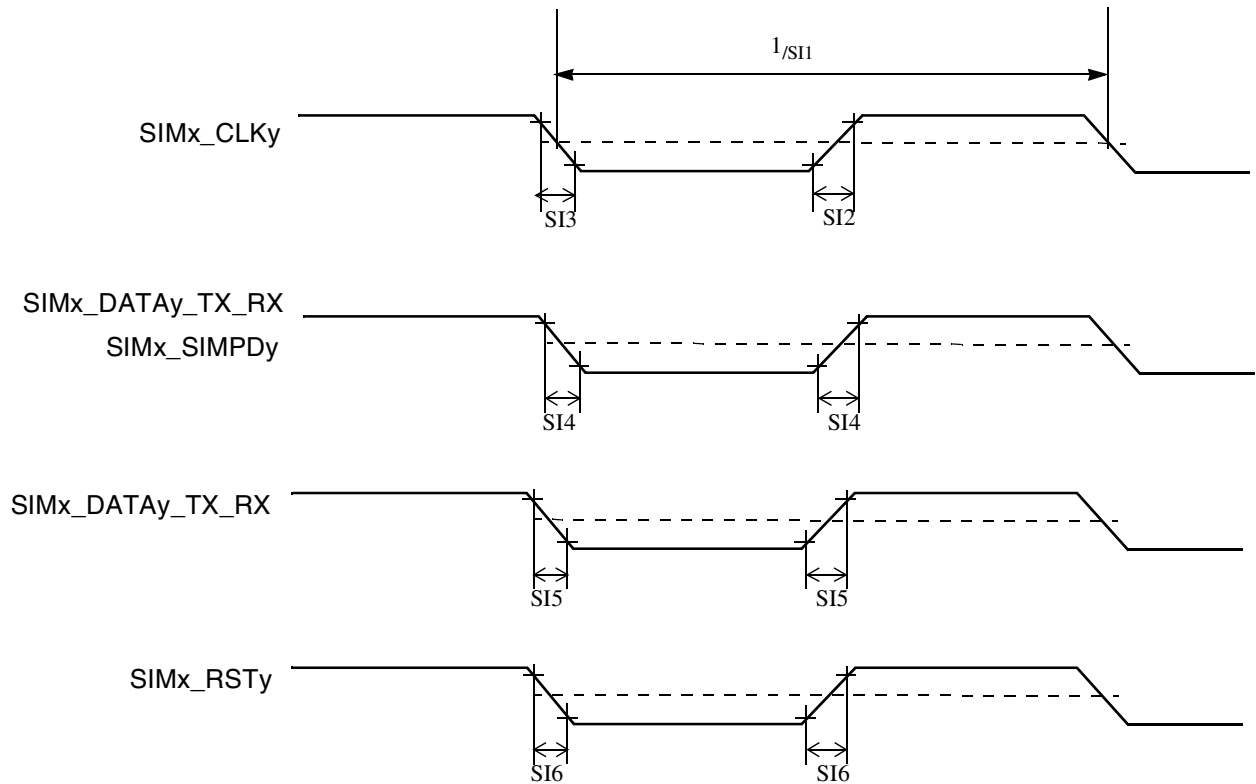 1/SI1
SIMx_CLKy
SI3
SI2
SIMx_DATAy_TX_RX
SIMx_SIMPDy
SI4
SI4
SIMx_DATAy_TX_RX
SI5
SI5
SIMx_RSTy
SI6
SI6